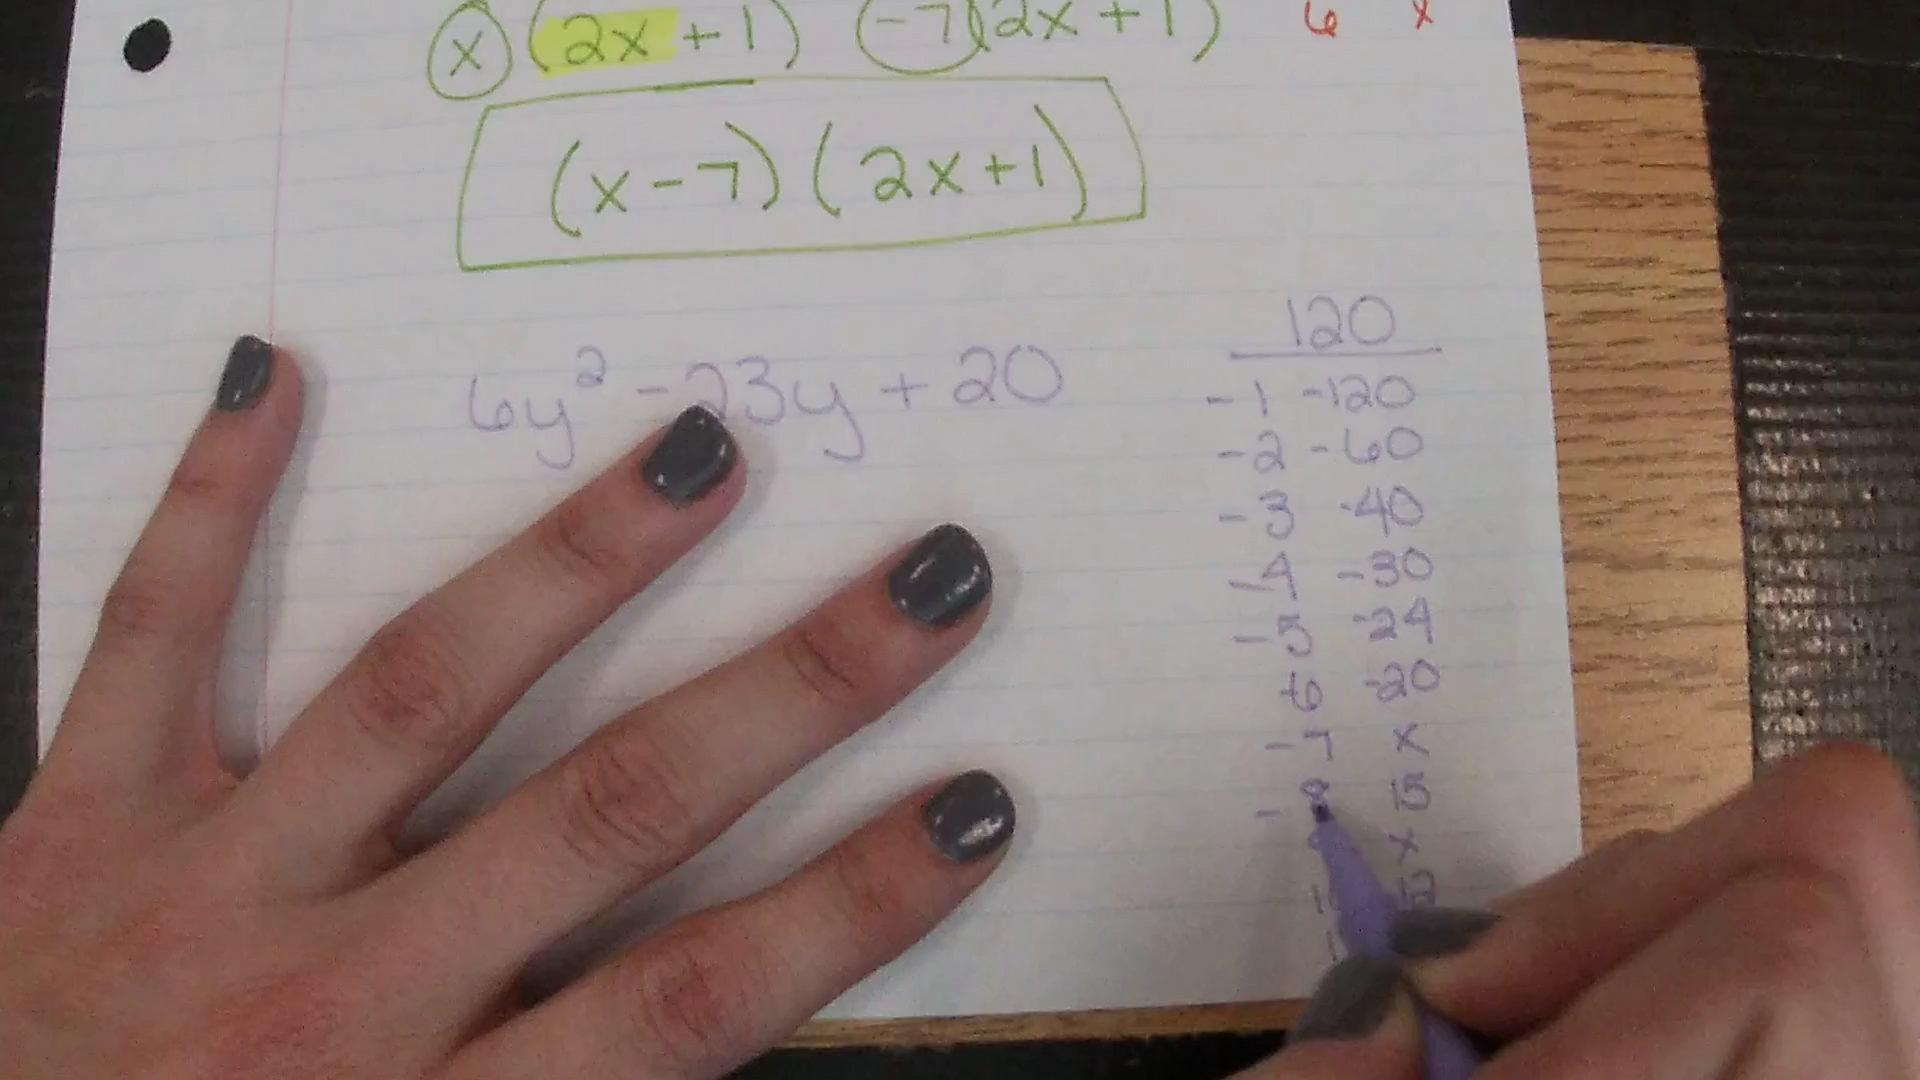 x (2x + 1) (-7)(2x + 1) 6 x
(x - 7) (2x + 1)
6y² - 23y + 20
120
-1 -120
-2 -60
-3 -40
-4 -30
-5 -24
-6 -20
-7 x
-8 15
x
12